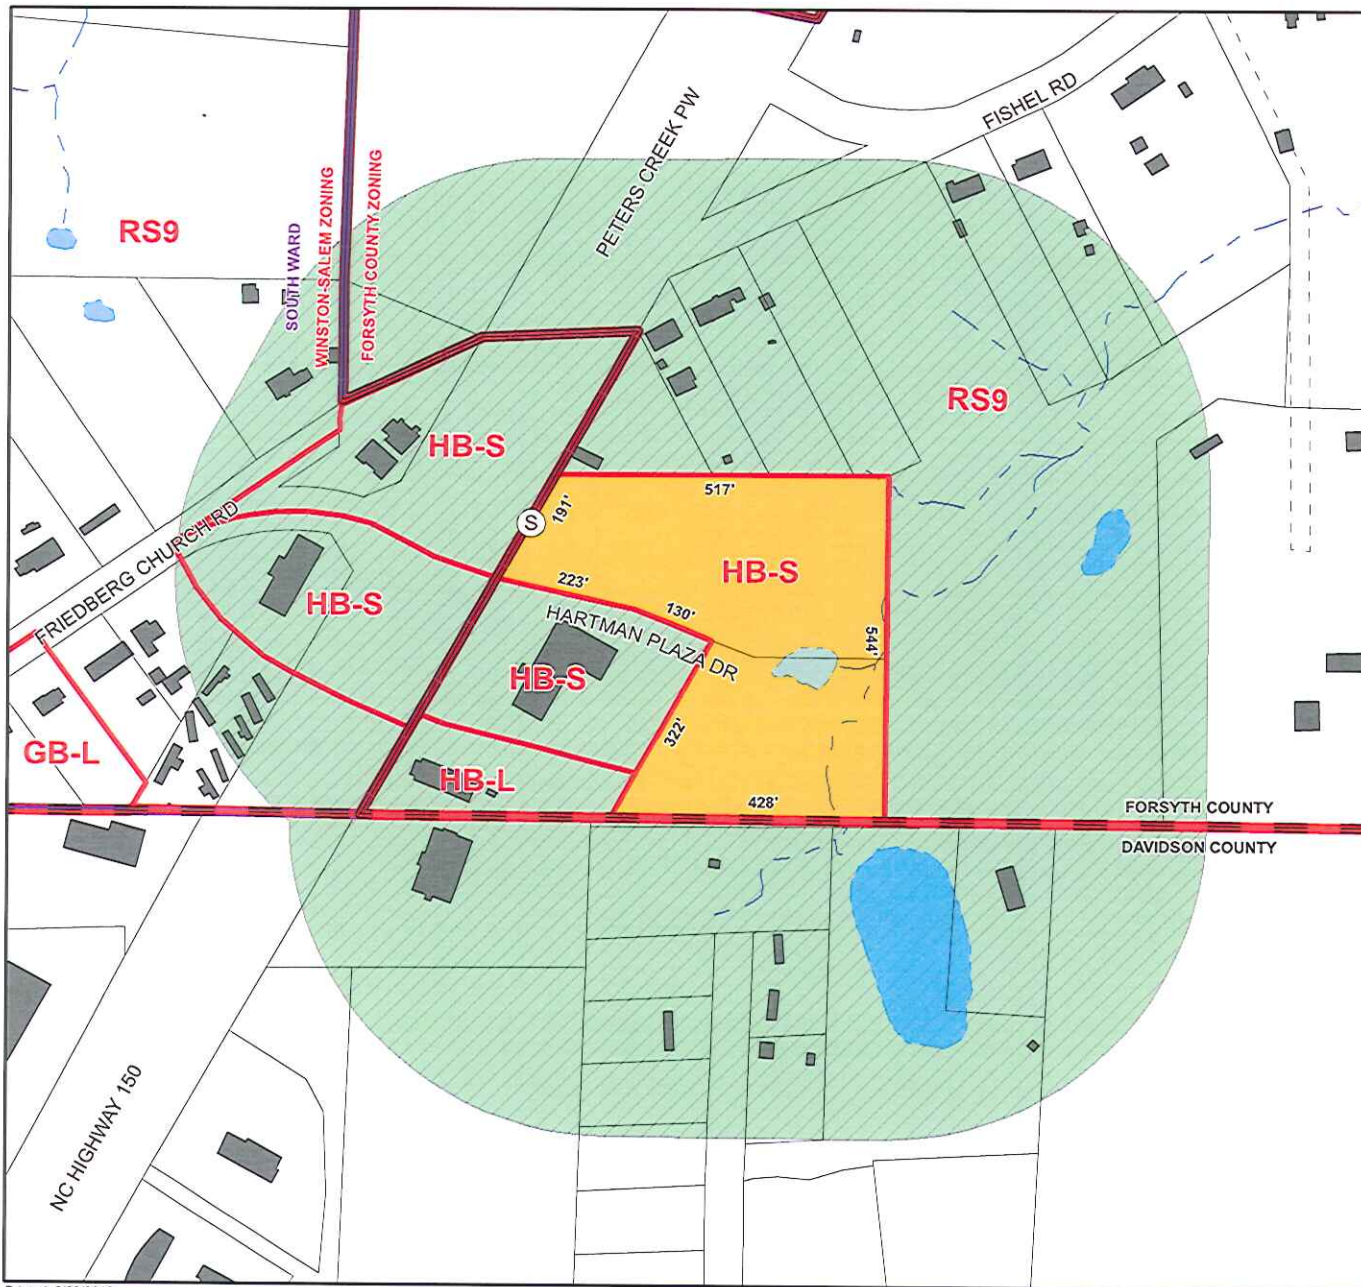 FISHEL RD
PETERS CREEK PW
RS9
SOUTH WARD
WINSTON-SALEM ZONING
FORSYTH COUNTY ZONING
RS9
HB-S
517'
191'
S
FRIEDBERG CHURCH RD
HB-S
223'
HB-S
130'
HARTMAN PLAZA DR
544'
HB-S
322'
GB-L
HB-L
428'
FORSYTH COUNTY
DAVIDSON COUNTY
NC HIGHWAY 150